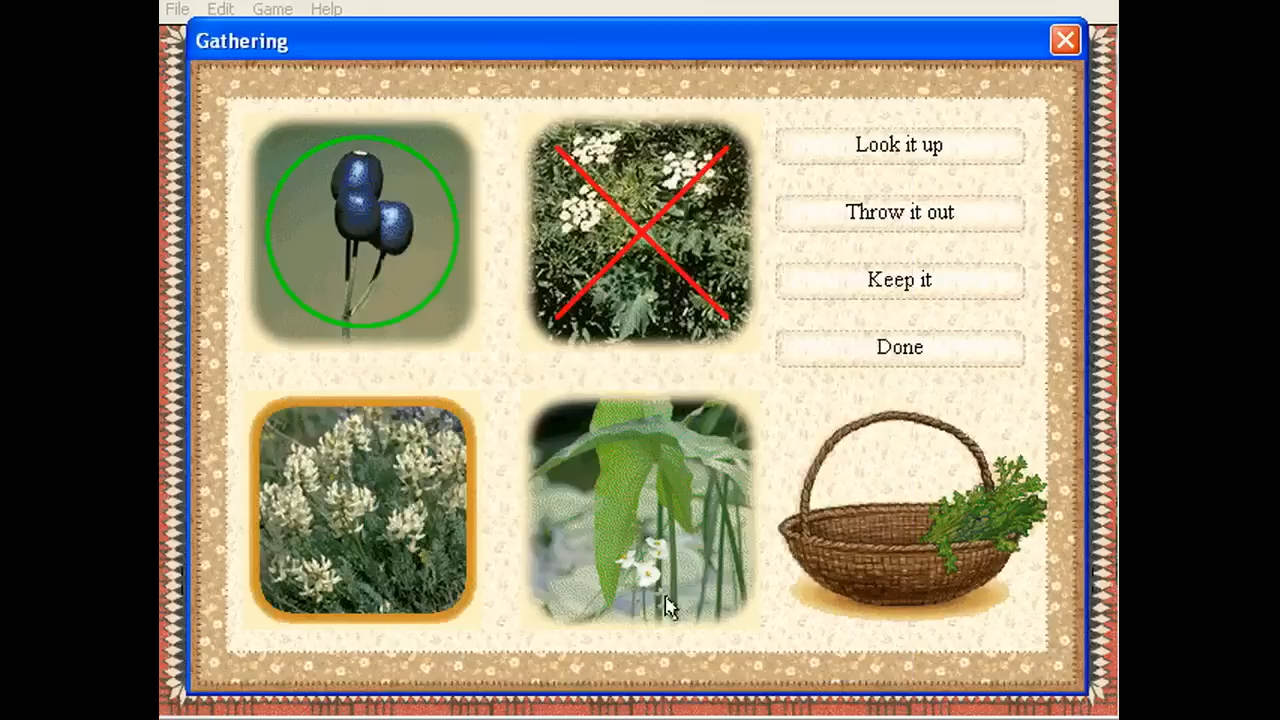 File Edit Game Help
Gathering
Look it up
Throw it out
Keep it
Done